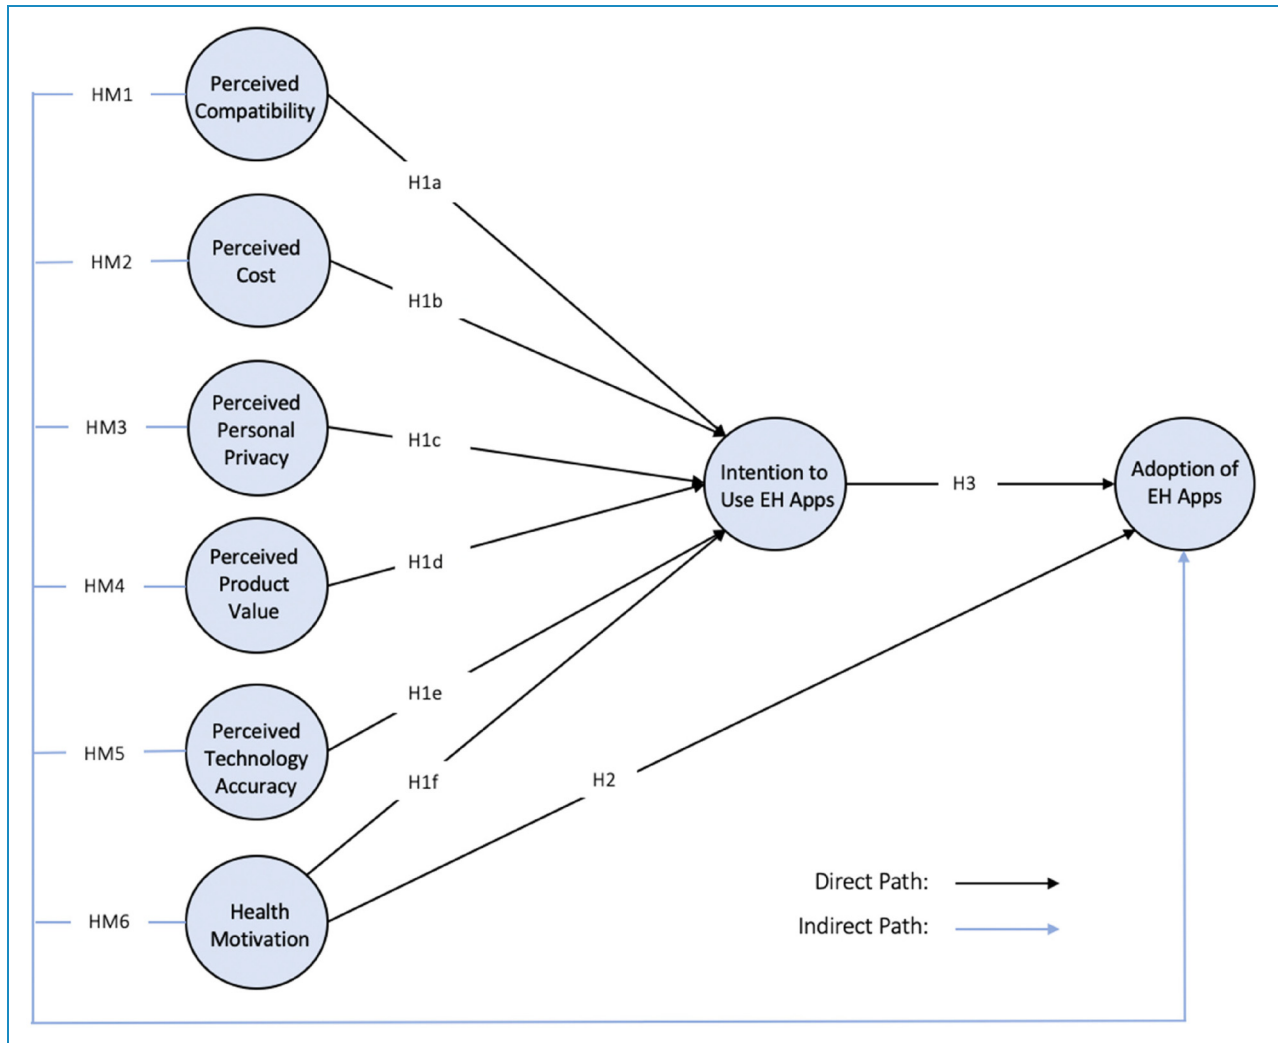 HM1
Perceived
Compatibility
H1a
HM2
Perceived
Cost
H1b
HM3
Perceived
Personal
Privacy
H1c
HM4
Perceived
Product
Value
H1d
HM5
Perceived
Technology
Accuracy
H1e
HM6
Health
Motivation
H1f
H2
Intention to
Use EH Apps
H3
Adoption of
EH Apps
Direct Path:
Indirect Path: